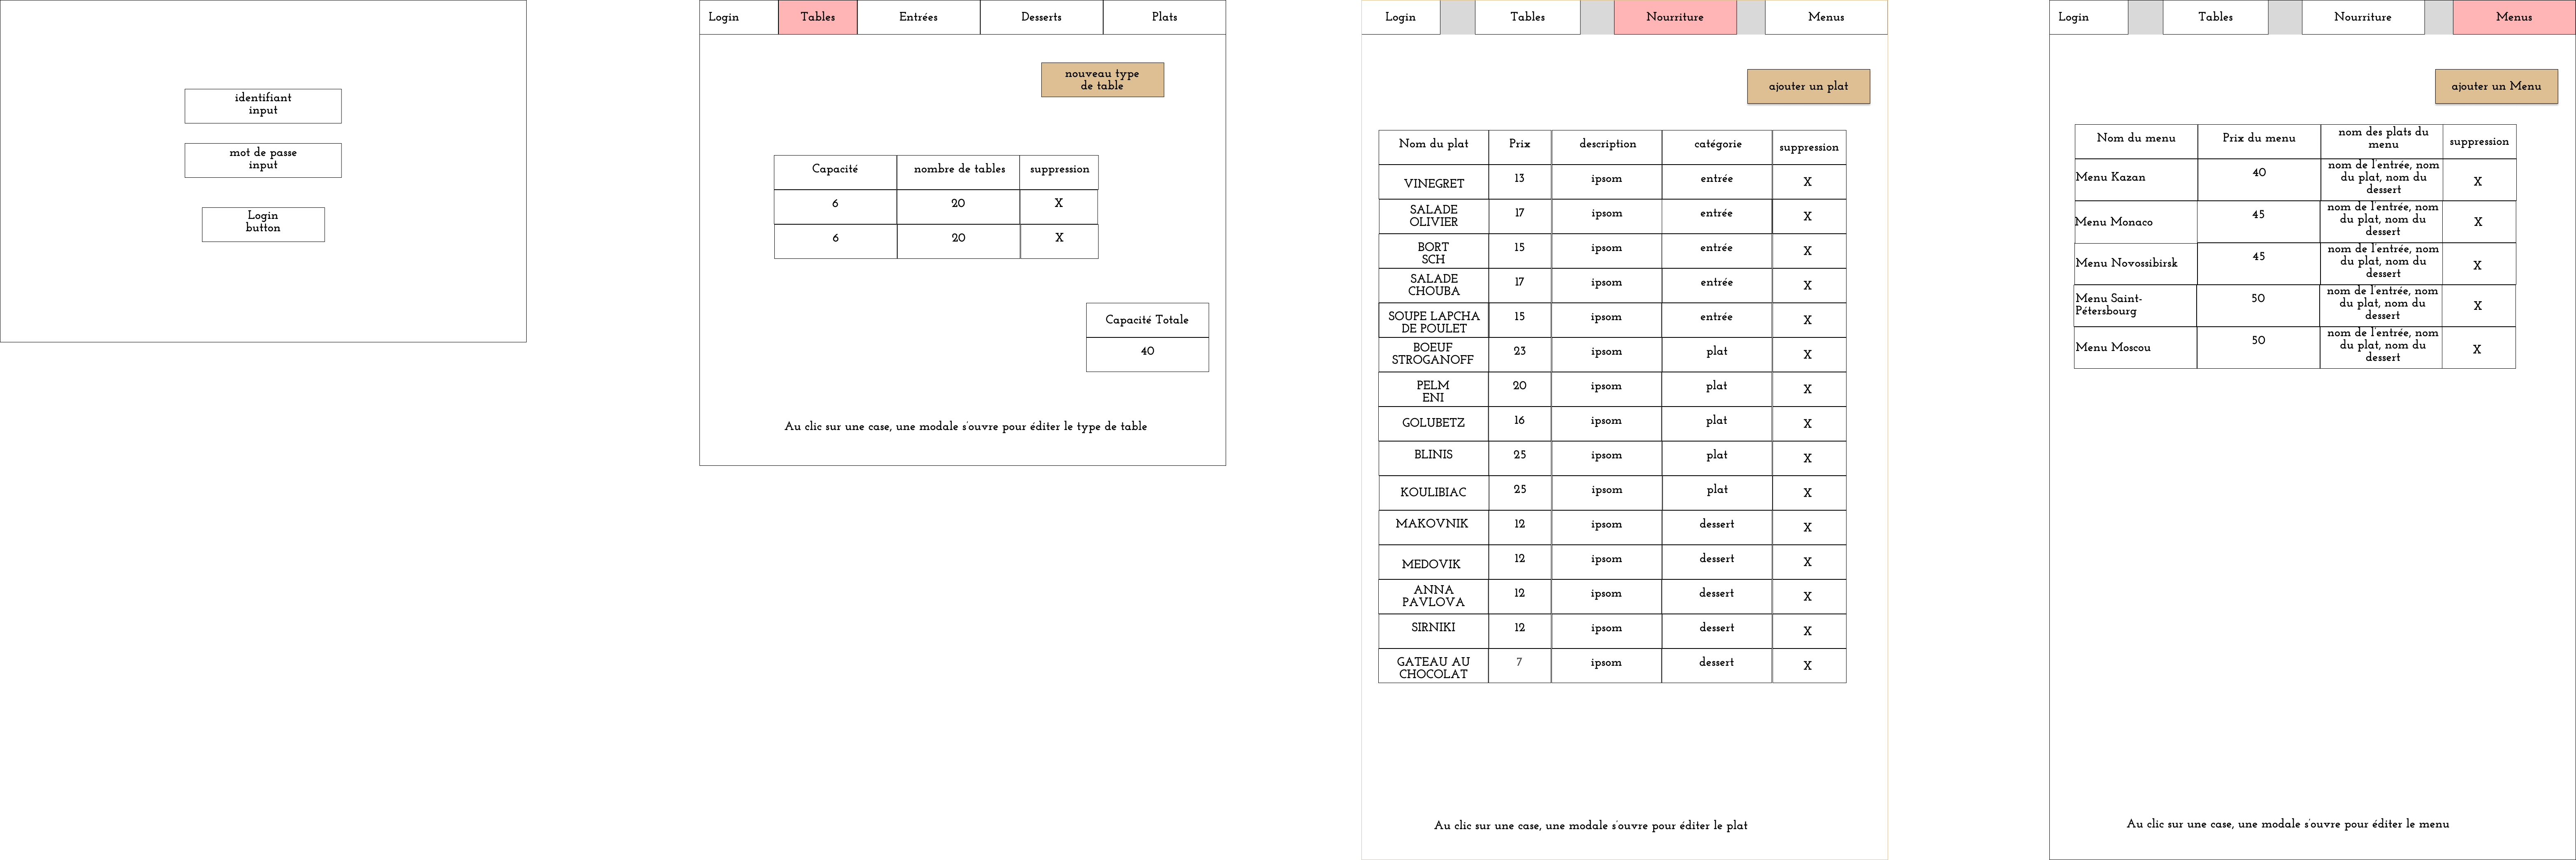 identifiant
input
mot de passe
input
Login
button
Login Tables Entrées Desserts Plats
nouveau type
de table
Capacité nombre de tables suppression
6 20 X
6 20 X
Capacité Totale
40
Au clic sur une case, une modale s'ouvre pour éditer le type de table
Login Tables Nourriture Menus
ajouter un plat
Nom du plat Prix description catégorie suppression
VINEGRET 13 ipsom entrée X
SALADE
OLIVIER 17 ipsom entrée X
BORT
SCH 15 ipsom entrée X
SALADE
CHOUBA 17 ipsom entrée X
SOUPE LAPCHA
DE POULET 15 ipsom entrée X
BOEUF
STROGANOFF 23 ipsom plat X
PELM
ENI 20 ipsom plat X
GOLUBETZ 16 ipsom plat X
BLINIS 25 ipsom plat X
KOULIBIAC 25 ipsom plat X
MAKOVNIK 12 ipsom dessert X
MEDOVIK 12 ipsom dessert X
ANNA
PAVLOVA 12 ipsom dessert X
SIRNIKI 12 ipsom dessert X
GATEAU AU
CHOCOLAT 7 ipsom dessert X
Au clic sur une case, une modale s'ouvre pour éditer le plat
Login Tables Nourriture Menus
ajouter un Menu
Nom du menu Prix du menu nom des plats du
menu suppression
Menu Kazan 40 nom de l'entrée, nom
du plat, nom du
dessert X
Menu Monaco 45 nom de l'entrée, nom
du plat, nom du
dessert X
Menu Novossibirsk 45 nom de l'entrée, nom
du plat, nom du
dessert X
Menu Saint-
Pétersbourg 50 nom de l'entrée, nom
du plat, nom du
dessert X
Menu Moscou 50 nom de l'entrée, nom
du plat, nom du
dessert X
Au clic sur une case, une modale s'ouvre pour éditer le menu